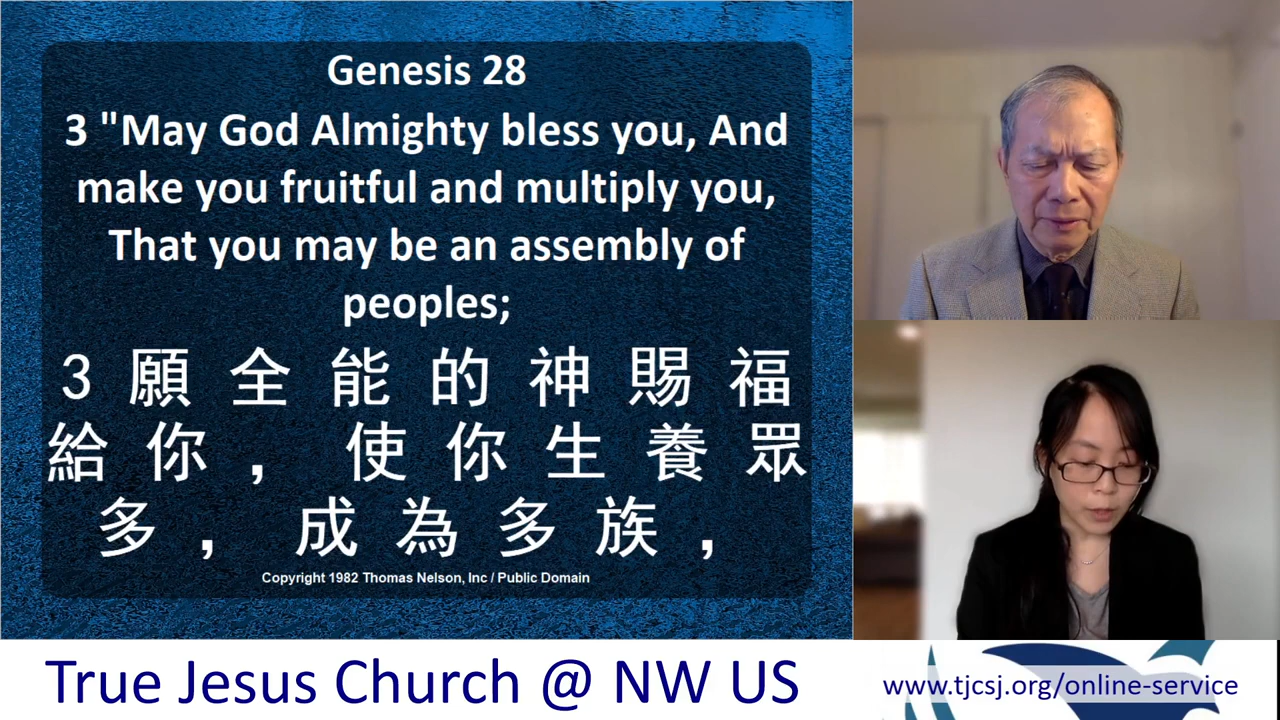 Genesis 28
3 "May God Almighty bless you, And
make you fruitful and multiply you,
That you may be an assembly of
peoples;
3 願全能的神賜福
給你，使你生養眾
多，成為多族，
Copyright 1982 Thomas Nelson, Inc / Public Domain
True Jesus Church @ NW US
www.tjcsj.org/online-service